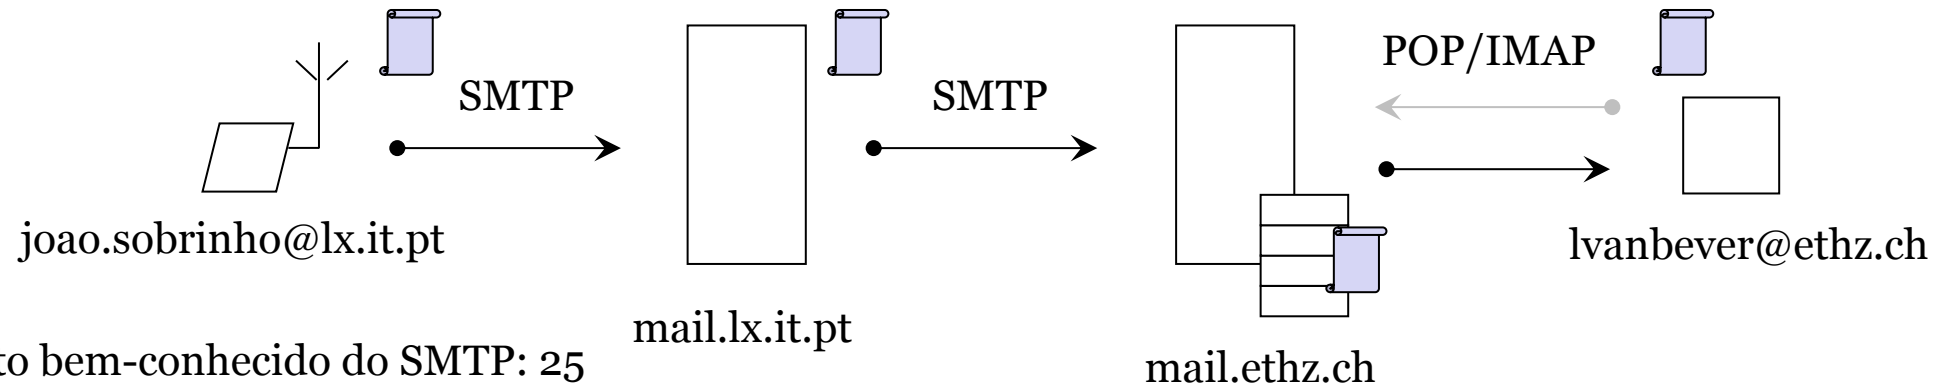 POP/IMAP
SMTP
SMTP
joao.sobrinho@lx.it.pt
lvanbever@ethz.ch
mail.lx.it.pt
to bem-conhecido do SMTP: 25
mail.ethz.ch